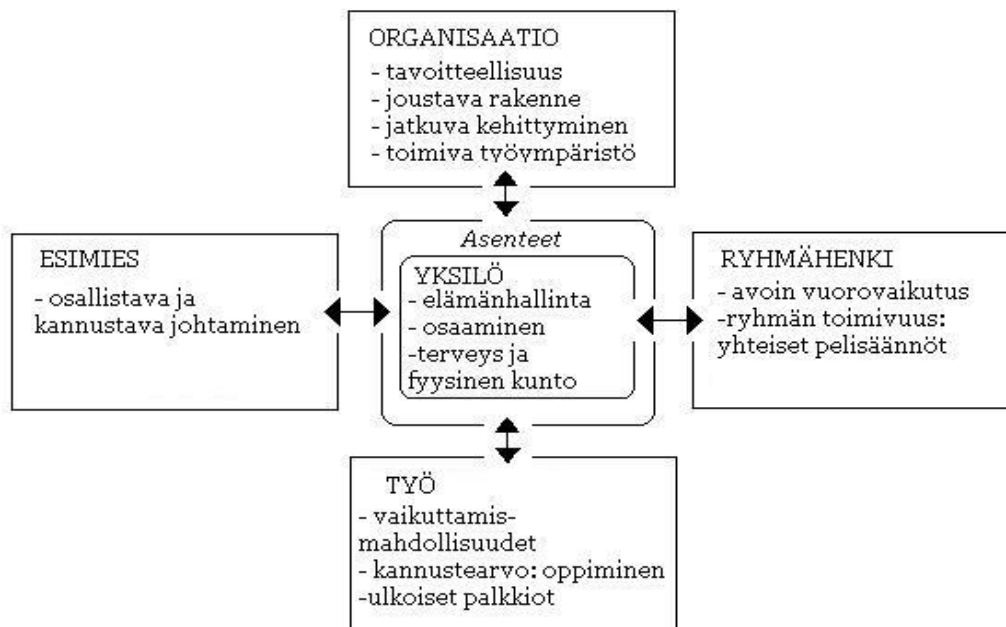 ORGANISAATIO
- tavoitteellisuus
- joustava rakenne
- jatkuva kehittyminen
- toimiva työympäristö
ESIMIES
- osallistava ja
kannustava johtaminen
Asenteet
YKSILÖ
- elämänhallinta
- osaaminen
-terveys ja
fyysinen kunto
RYHMÄHENKI
- avoin vuorovaikutus
-ryhmän toimivuus:
yhteiset pelisäännöt
TYÖ
- vaikuttamis-
mahdollisuudet
- kannustearvo: oppiminen
-ulkoiset palkkiot